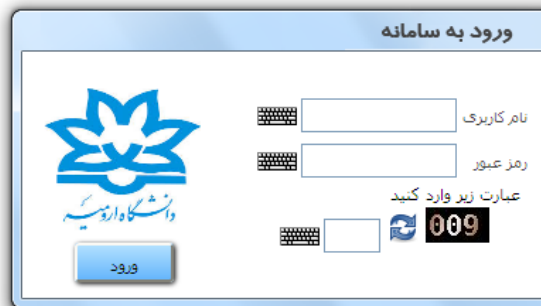 ورود به سامانه
نام کاربری
رمز عبور
عبارت زیر وارد کنید
009
دانشگاه ارومیه
ورود